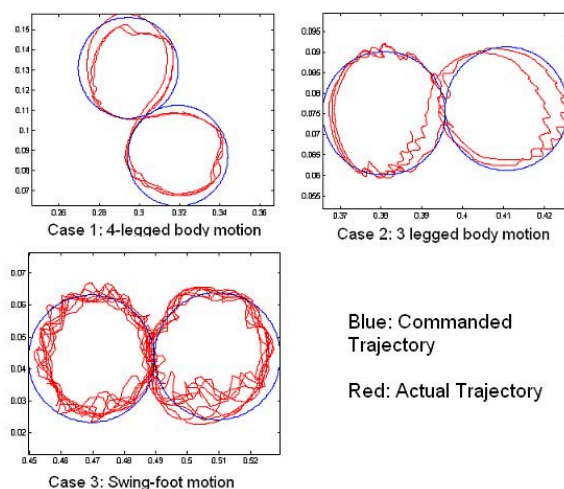 0.15
0.14
0.13
0.12
0.11
0.1
0.09
0.08
0.07
0.26 0.28 0.3 0.32 0.34 0.36
Case 1: 4-legged body motion
0.095
0.09
0.085
0.08
0.075
0.07
0.065
0.06
0.055
0.37 0.38 0.39 0.4 0.41 0.42
Case 2: 3 legged body motion
0.07
0.06
0.05
0.04
0.03
0.02
0.45 0.46 0.47 0.48 0.49 0.5 0.51 0.52
Case 3: Swing-foot motion
Blue: Commanded
Trajectory
Red: Actual Trajectory